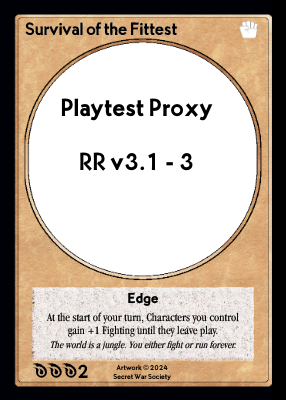 Survival of the Fittest
Playtest Proxy
RR v3.1 - 3
Edge
At the start of your turn, Characters you control
gain +1 Fighting until they leave play.
The world is a jungle. You either fight or run forever.
2
Artwork © 2024
Secret War Society